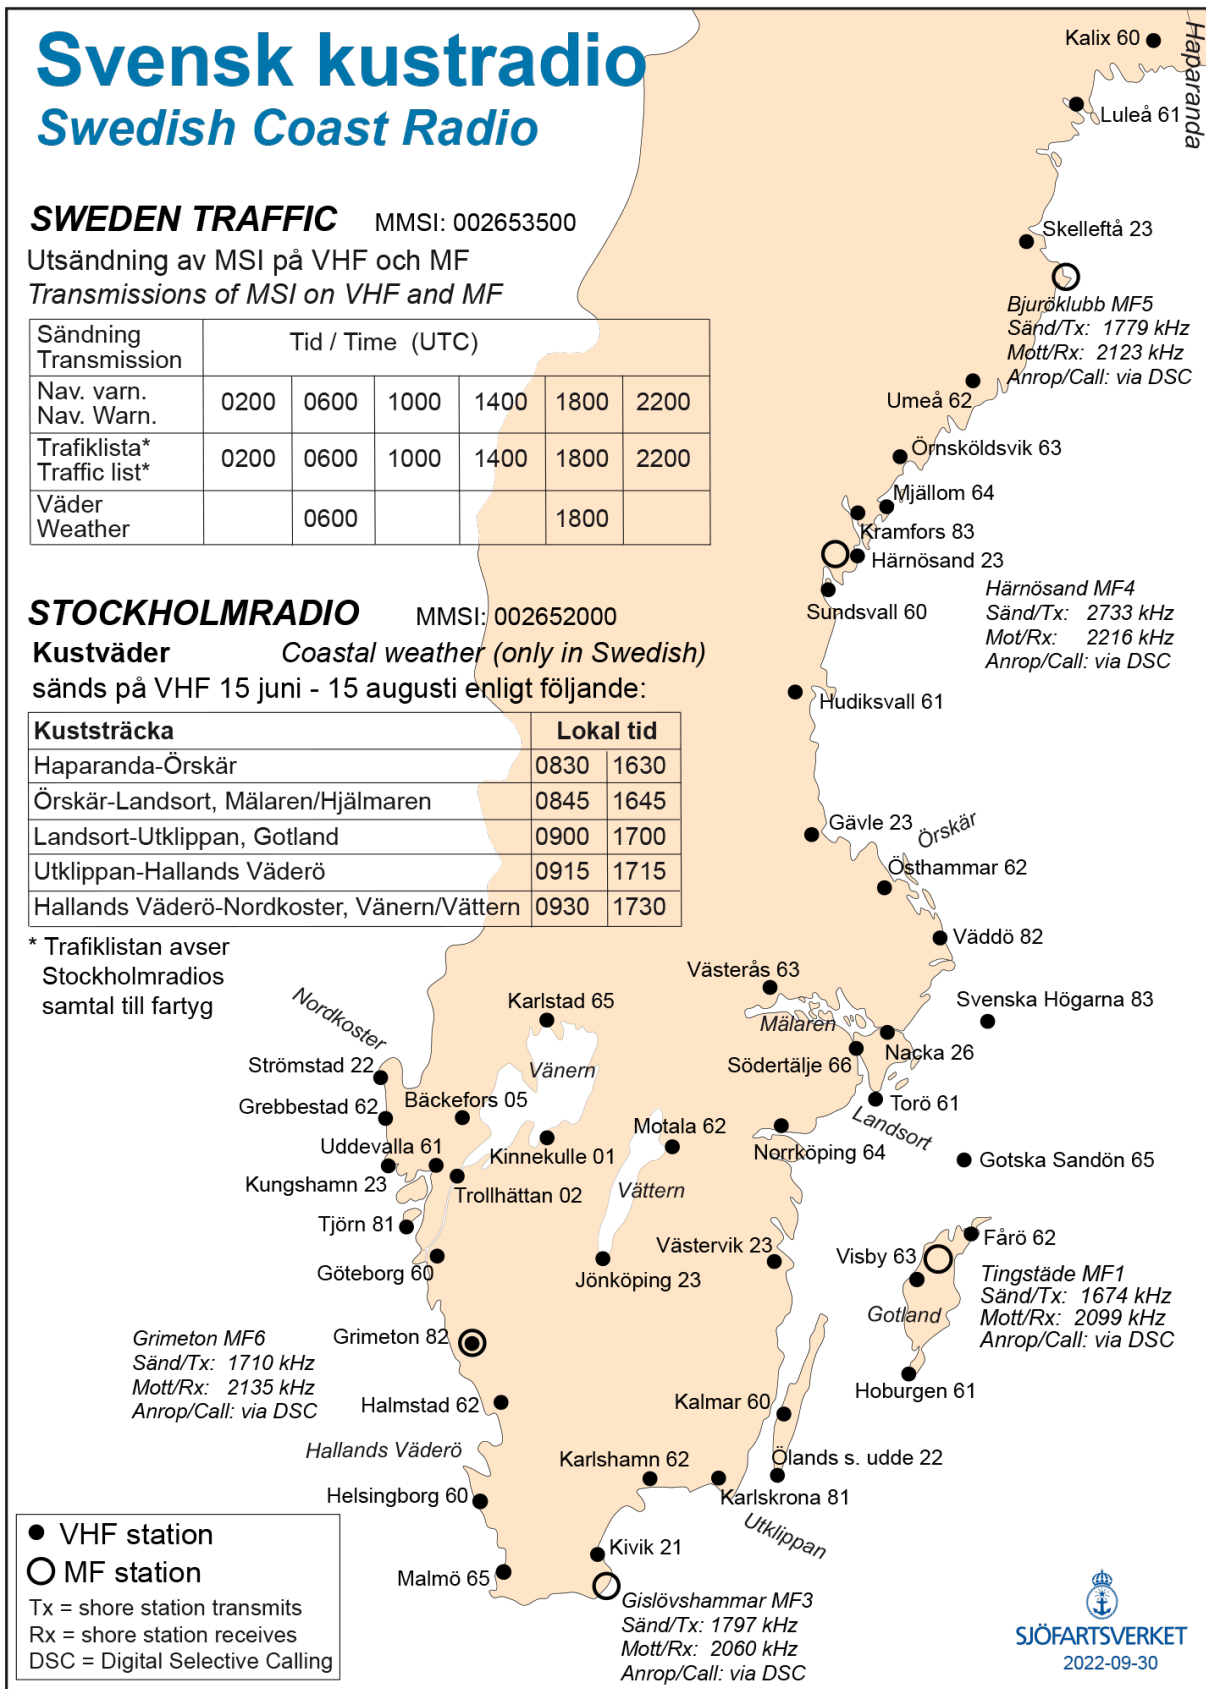 Svensk kustradio
Swedish Coast Radio
SWEDEN TRAFFIC MMSI: 002653500
Utsändning av MSI på VHF och MF
Transmissions of MSI on VHF and MF
Sändning
Transmission
Tid / Time (UTC)
Nav. varn.
Nav. Warn.
0200 0600 1000 1400 1800 2200
Trafiklista*
Traffic list*
0200 0600 1000 1400 1800 2200
Väder
Weather
0600 1800
STOCKHOLMRADIO MMSI: 002652000
Kustväder Coastal weather (only in Swedish)
sänds på VHF 15 juni - 15 augusti enligt följande:
Kuststräcka Lokal tid
Haparanda-Örskär 0830 1630
Örskär-Landsort, Mälaren/Hjälmaren 0845 1645
Landsort-Utklippan, Gotland 0900 1700
Utklippan-Hallands Väderö 0915 1715
Hallands Väderö-Nordkoster, Vänern/Vättern 0930 1730
* Trafiklistan avser
Stockholmradios
samtal till fartyg
Kalix 60
Haparanda
Luleå 61
Skellefteå 23
Bjuröklubb MF5
Sänd/Tx: 1779 kHz
Mott/Rx: 2123 kHz
Anrop/Call: via DSC
Umeå 62
Örnsköldsvik 63
Mjällom 64
Kramfors 83
Härnösand 23
Sundsvall 60
Härnösand MF4
Sänd/Tx: 2733 kHz
Mot/Rx: 2216 kHz
Anrop/Call: via DSC
Hudiksvall 61
Gävle 23
Örskär
Östhammar 62
Väddö 82
Västerås 63
Svenska Högarna 83
Mälaren
Nacka 26
Södertälje 66
Torö 61
Landsort
Norrköping 64
Gotska Sandön 65
Nordkoster
Karlstad 65
Strömstad 22
Vänern
Grebbestad 62
Bäckefors 05
Motala 62
Uddevalla 61
Kinnekulle 01
Kungshamn 23
Trollhättan 02
Vättern
Tjörn 81
Göteborg 60
Jönköping 23
Västervik 23
Visby 63
Fårö 62
Tingstäde MF1
Sänd/Tx: 1674 kHz
Mott/Rx: 2099 kHz
Anrop/Call: via DSC
Gotland
Hoburgen 61
Grimeton 82
Grimeton MF6
Sänd/Tx: 1710 kHz
Mott/Rx: 2135 kHz
Anrop/Call: via DSC
Halmstad 62
Kalmar 60
Hallands Väderö
Karlshamn 62
Ölands s. udde 22
Helsingborg 60
Karlskrona 81
Utklippan
Kivik 21
Malmö 65
Gislövshammar MF3
Sänd/Tx: 1797 kHz
Mott/Rx: 2060 kHz
Anrop/Call: via DSC
VHF station
MF station
Tx = shore station transmits
Rx = shore station receives
DSC = Digital Selective Calling
SJÖFARTSVERKET
2022-09-30